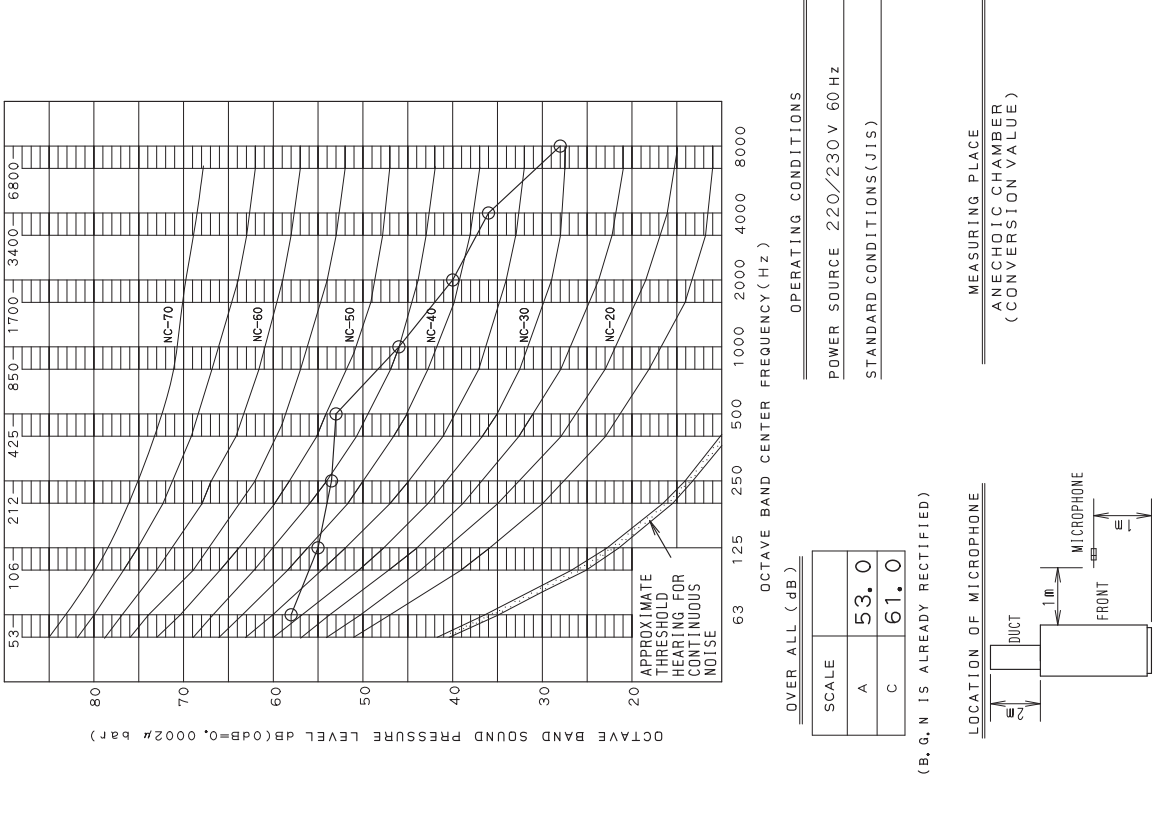 OCTAVE BAND SOUND PRESSURE LEVEL dB(0dB=0.0002μ bar)
80
70
60
50
40
30
20
53
106
212
425
850
1700
3400
6800
NC-70
NC-60
NC-50
NC-40
NC-30
NC-20
APPROXIMATE
THRESHOLD
HEARING FOR
CONTINUOUS
NOISE
63
125
250
500
1000
2000
4000
8000
OCTAVE BAND CENTER FREQUENCY(Hz)
OVER ALL (dB)
SCALE
A 53.0
C 61.0
(B.G.N IS ALREADY RECTIFIED)
OPERATING CONDITIONS
POWER SOURCE 220/230V 60Hz
STANDARD CONDITIONS(JIS)
LOCATION OF MICROPHONE
2m
DUCT
1m
FRONT
MICROPHONE
1m
MEASURING PLACE
ANECHOIC CHAMBER
(CONVERSION VALUE)